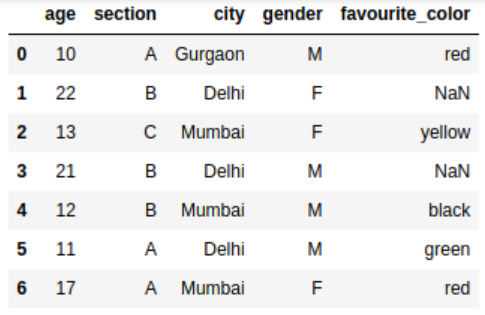 age section city gender favourite_color
0 10 A Gurgaon M red
1 22 B Delhi F NaN
2 13 C Mumbai F yellow
3 21 B Delhi M NaN
4 12 B Mumbai M black
5 11 A Delhi M green
6 17 A Mumbai F red